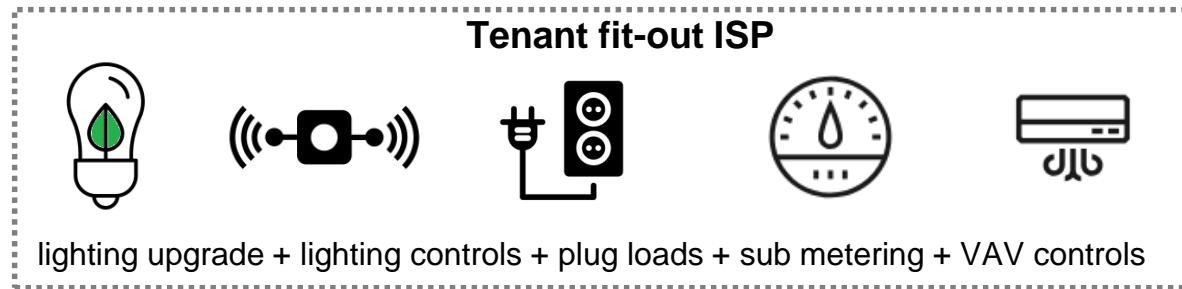 Tenant fit-out ISP
lighting upgrade + lighting controls + plug loads + sub metering + VAV controls